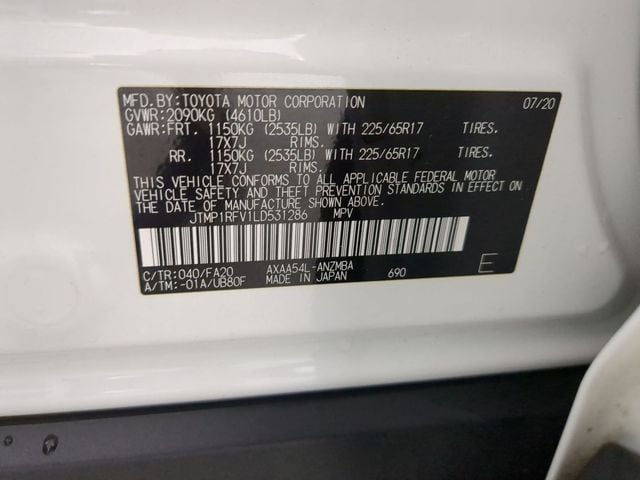 MFD.BY:TOYOTA MOTOR CORPORATION 07/20
GVWR:2090KG (4610LB)
GAWR:FRT. 1150KG (2535LB) WITH 225/65R17 TIRES.
17X7J RIMS.
RR. 1150KG (2535LB) WITH 225/65R17 TIRES.
17X7J RIMS.
THIS VEHICLE CONFORMS TO ALL APPLICABLE FEDERAL MOTOR
VEHICLE SAFETY AND THEFT PREVENTION STANDARDS IN EFFECT ON
THE DATE OF MANUFACTURE SHOWN ABOVE.
JTMP1RFV1LD531286 MPV
C/TR:040/FA20 AXAA54L-ANZMBA 690 E
A/TM:-01A/UB80F MADE IN JAPAN